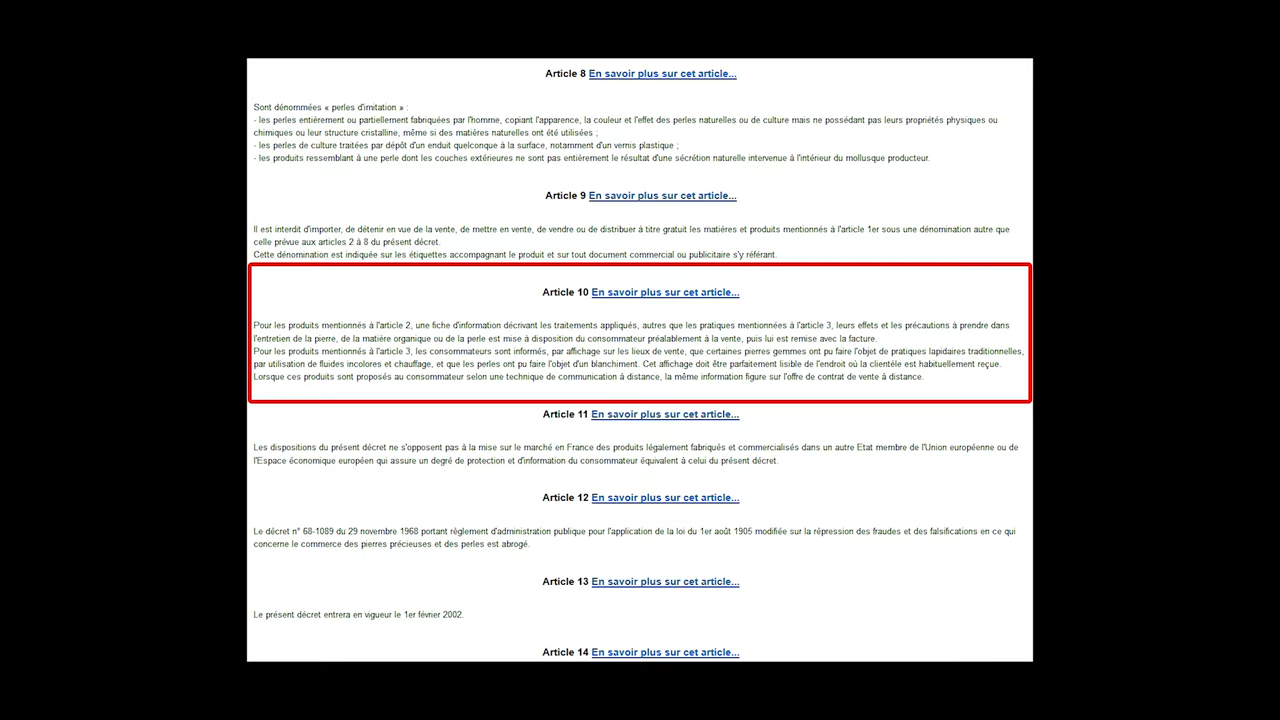 Article 8 En savoir plus sur cet article...
Sont dénommées « perles d'imitation » :
- les perles entièrement ou partiellement fabriquées par l'homme, copiant l'apparence, la couleur et l'effet des perles naturelles ou de culture mais ne possédant pas leurs propriétés physiques ou
chimiques ou leur structure cristalline, même si des matières naturelles ont été utilisées ;
- les perles de culture traitées par dépôt d'un enduit quelconque à la surface, notamment d'un vernis plastique ;
- les produits ressemblant à une perle dont les couches extérieures ne sont pas entièrement le résultat d'une sécrétion naturelle intervenue à l'intérieur du mollusque producteur.
Article 9 En savoir plus sur cet article...
Il est interdit d'importer, de détenir en vue de la vente, de mettre en vente, de vendre ou de distribuer à titre gratuit les matières et produits mentionnés à l'article 1er sous une dénomination autre que
celle prévue aux articles 2 à 8 du présent décret.
Cette dénomination est indiquée sur les étiquettes accompagnant le produit et sur tout document commercial ou publicitaire s'y référant.
Article 10 En savoir plus sur cet article...
Pour les produits mentionnés à l'article 2, une fiche d'information décrivant les traitements appliqués, autres que les pratiques mentionnées à l'article 3, leurs effets et les précautions à prendre dans
l'entretien de la pierre, de la matière organique ou de la perle est mise à disposition du consommateur préalablement à la vente, puis lui est remise avec la facture.
Pour les produits mentionnés à l'article 3, les consommateurs sont informés, par affichage sur les lieux de vente, que certaines pierres gemmes ont pu faire l'objet de pratiques lapidaires traditionnelles,
par utilisation de fluides incolores et chauffage, et que les perles ont pu faire l'objet d'un blanchiment. Cet affichage doit être parfaitement lisible de l'endroit où la clientèle est habituellement reçue.
Lorsque ces produits sont proposés au consommateur selon une technique de communication à distance, la même information figure sur l'offre de contrat de vente à distance.
Article 11 En savoir plus sur cet article...
Les dispositions du présent décret ne s'opposent pas à la mise sur le marché en France des produits légalement fabriqués et commercialisés dans un autre Etat membre de l'Union européenne ou de
l'Espace économique européen qui assure un degré de protection et d'information du consommateur équivalent à celui du présent décret.
Article 12 En savoir plus sur cet article...
Le décret n° 68-1089 du 29 novembre 1968 portant règlement d'administration publique pour l'application de la loi du 1er août 1905 modifiée sur la répression des fraudes et des falsifications en ce qui
concerne le commerce des pierres précieuses et des perles est abrogé.
Article 13 En savoir plus sur cet article...
Le présent décret entrera en vigueur le 1er février 2002.
Article 14 En savoir plus sur cet article...